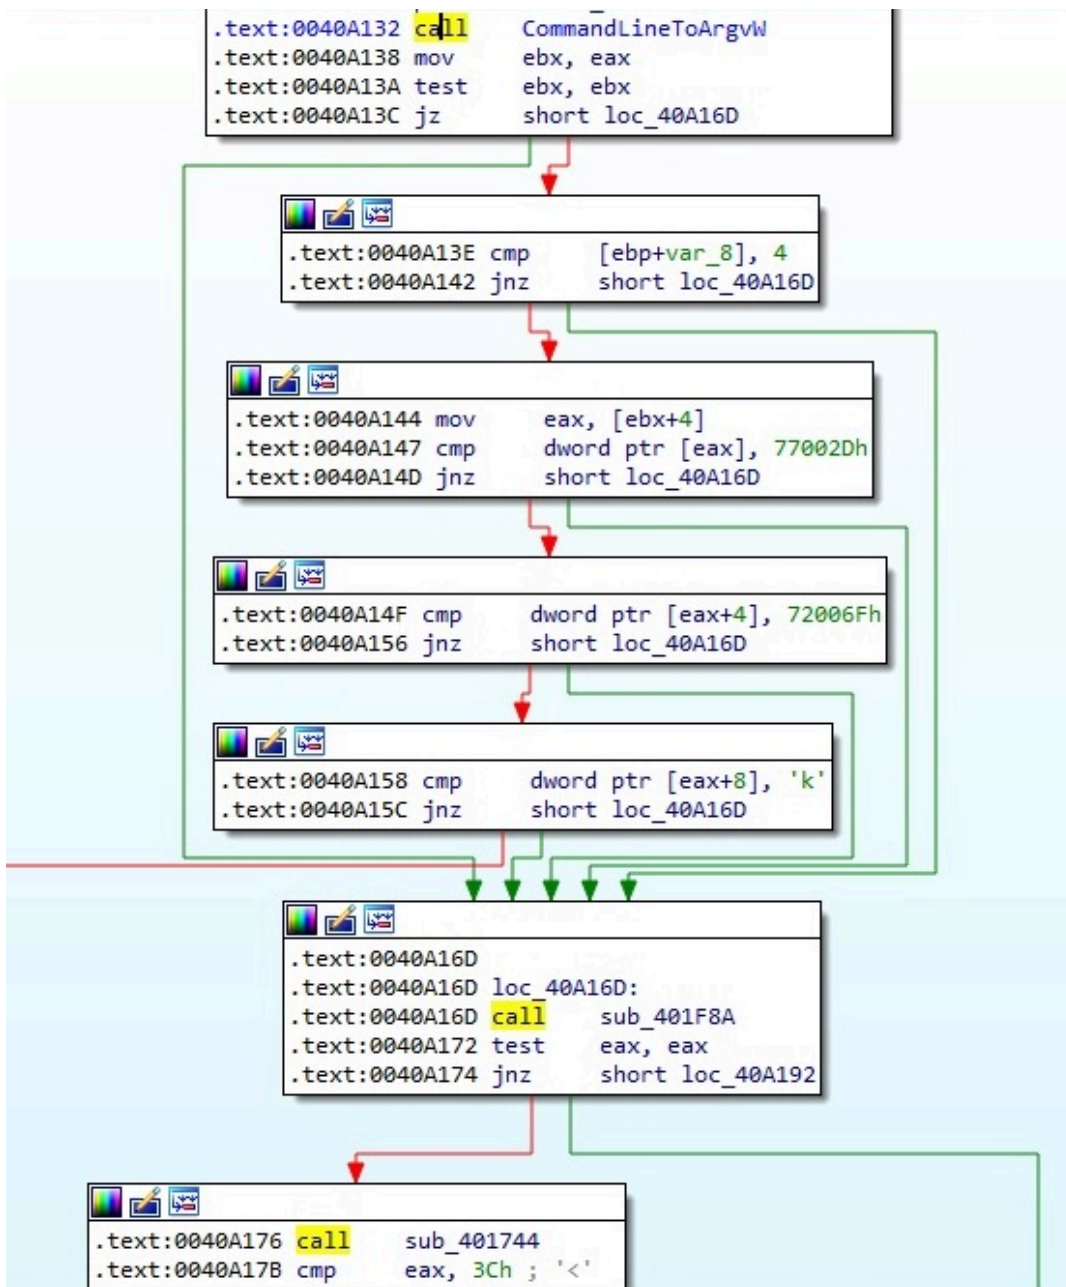 .text:0040A132 call CommandLineToArgvW
.text:0040A138 mov ebx, eax
.text:0040A13A test ebx, ebx
.text:0040A13C jz short loc_40A16D
.text:0040A13E cmp [ebp+var_8], 4
.text:0040A142 jnz short loc_40A16D
.text:0040A144 mov eax, [ebx+4]
.text:0040A147 cmp dword ptr [eax], 77002Dh
.text:0040A14D jnz short loc_40A16D
.text:0040A14F cmp dword ptr [eax+4], 72006Fh
.text:0040A156 jnz short loc_40A16D
.text:0040A158 cmp dword ptr [eax+8], 'k'
.text:0040A15C jnz short loc_40A16D
.text:0040A16D
.text:0040A16D loc_40A16D:
.text:0040A16D call sub_401F8A
.text:0040A172 test eax, eax
.text:0040A174 jnz short loc_40A192
.text:0040A176 call sub_401744
.text:0040A17B cmp eax, 3Ch ; '<'